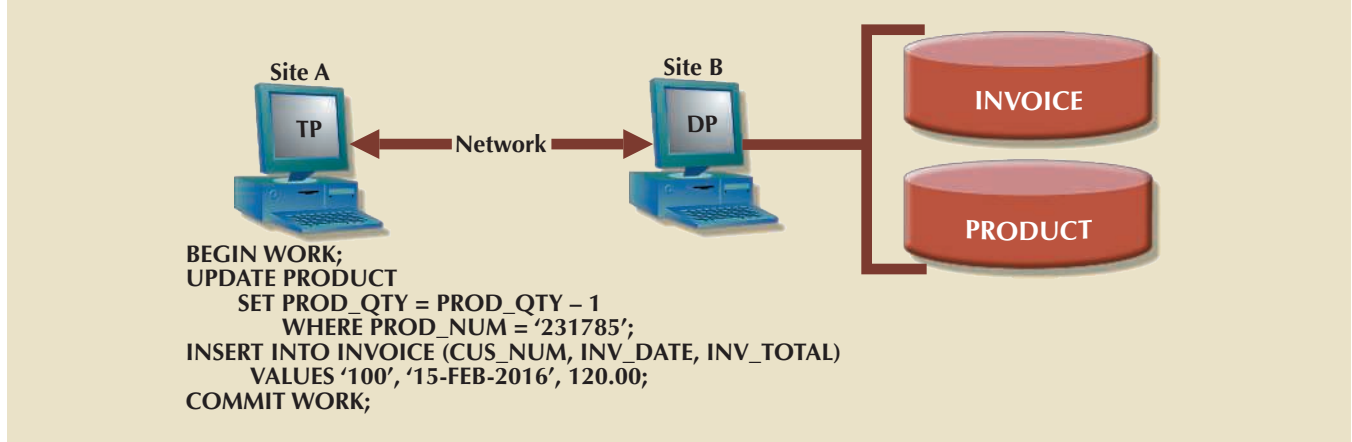 Site A
Site B
TP
Network
DP
INVOICE
PRODUCT
BEGIN WORK;
UPDATE PRODUCT
SET PROD_QTY = PROD_QTY – 1
WHERE PROD_NUM = ‘231785’;
INSERT INTO INVOICE (CUS_NUM, INV_DATE, INV_TOTAL)
VALUES ‘100’, ‘15-FEB-2016’, 120.00;
COMMIT WORK;